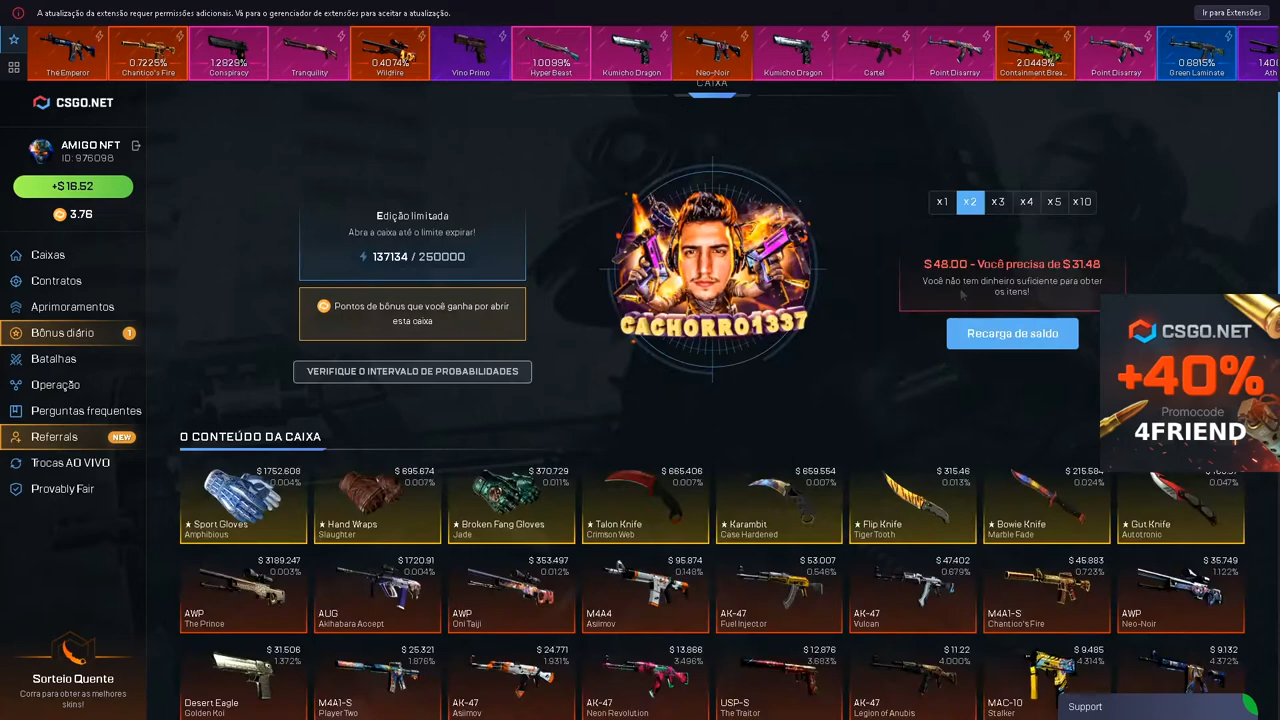 A atualização da extensão requer permissões adicionais. Vá para o gerenciador de extensões para aceitar a atualização.
Ir para Extensões
The Emperor
0.7225%
Chantico's Fire
1.2929%
Conspiracy
Tranquility
0.4074%
Wildfire
Vino Primo
1.0099%
Hyper Beast
Kumicho Dragon
Neo-Noir
Kumicho Dragon
Cartel
Point Disarray
2.0449%
Containment Brea...
Point Disarray
0.6815%
Green Laminate
CSGO.NET
AMIGO NFT
ID: 976098
+$ 16.52
3.76
Caixas
Contratos
Aprimoramentos
Bônus diário
1
Batalhas
Operação
Perguntas frequentes
Referrals
NEW
Trocas AO VIVO
Provably Fair
Sorteio Quente
Corra para obter as melhores
skins!
CAIXA
Edição limitada
Abra a caixa até o limite expirar!
137134 / 250000
Pontos de bônus que você ganha por abrir
esta caixa
VERIFIQUE O INTERVALO DE PROBABILIDADES
CACHORRO1337
x1 x2 x3 x4 x5 x10
$ 48.00 - Você precisa de $ 31.48
Você não tem dinheiro suficiente para obter
os itens!
Recarga de saldo
CSGO.NET
+40%
Promocode
4FRIEND
O CONTEÚDO DA CAIXA
$ 1752.608
0.004%
★ Sport Gloves
Amphibious
$ 695.674
0.007%
★ Hand Wraps
Slaughter
$ 370.729
0.011%
★ Broken Fang Gloves
Jade
$ 665.406
0.007%
★ Talon Knife
Crimson Web
$ 659.554
0.007%
★ Karambit
Case Hardened
$ 315.46
0.013%
★ Flip Knife
Tiger Tooth
$ 215.584
0.024%
★ Bowie Knife
Marble Fade
0.047%
★ Gut Knife
Autotronic
$ 3189.247
0.003%
AWP
The Prince
$ 1720.91
0.004%
AUG
Akihabara Accept
$ 353.497
0.012%
AWP
Oni Taiji
$ 95.874
0.148%
M4A4
Asiimov
$ 53.007
0.546%
AK-47
Fuel Injector
$ 47.402
0.679%
AK-47
Vulcan
$ 45.883
0.723%
M4A1-S
Chantico's Fire
$ 35.749
1.122%
AWP
Neo-Noir
$ 31.506
1.372%
Desert Eagle
Golden Koi
$ 25.321
1.876%
M4A1-S
Player Two
$ 24.771
1.931%
AK-47
Asiimov
$ 13.866
3.496%
AK-47
Neon Revolution
$ 12.876
3.683%
USP-S
The Traitor
$ 11.22
4.000%
AK-47
Legion of Anubis
$ 9.485
4.314%
MAC-10
Stalker
$ 9.132
4.372%
Support